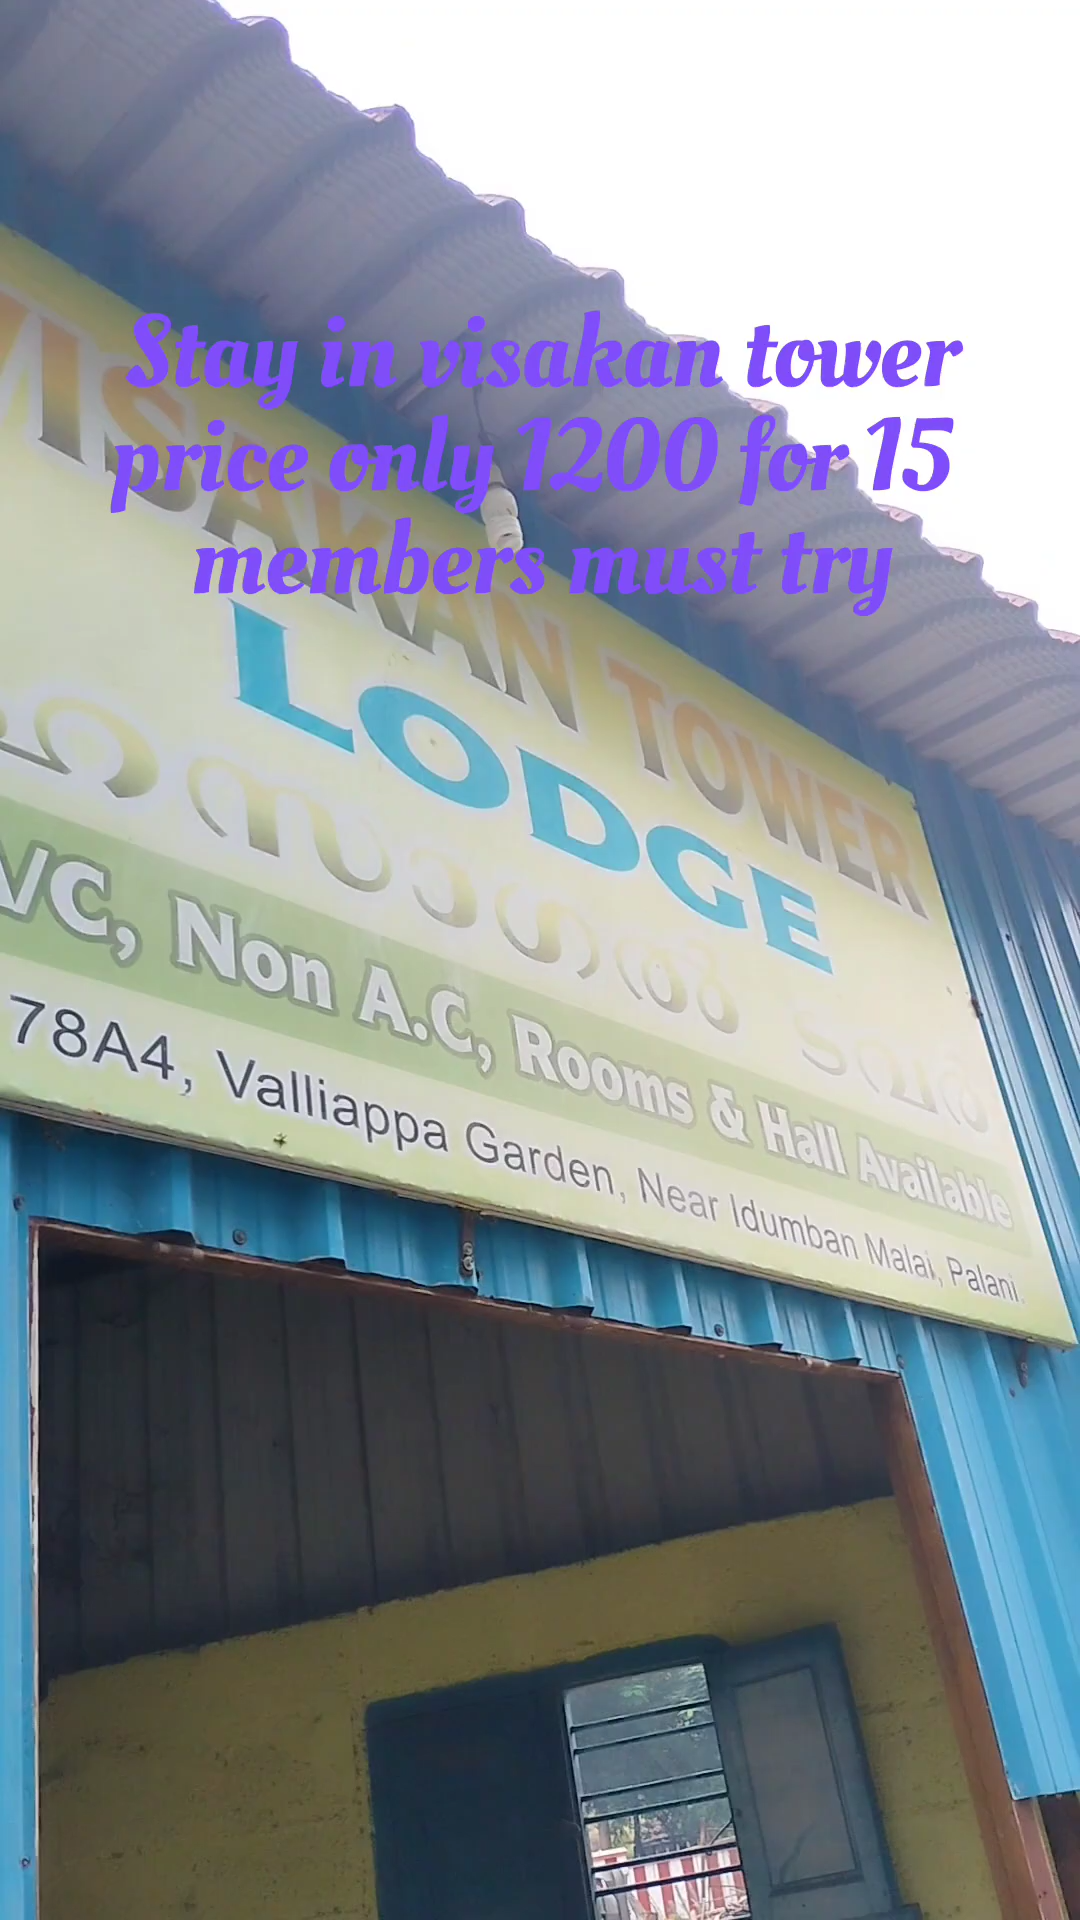 Stay in visakan tower
price only 1200 for 15
members must try
VISAKAN TOWER
LODGE
A/C, Non A.C, Rooms & Hall Available
78A4, Valliappa Garden, Near Idumban Malai, Palani.